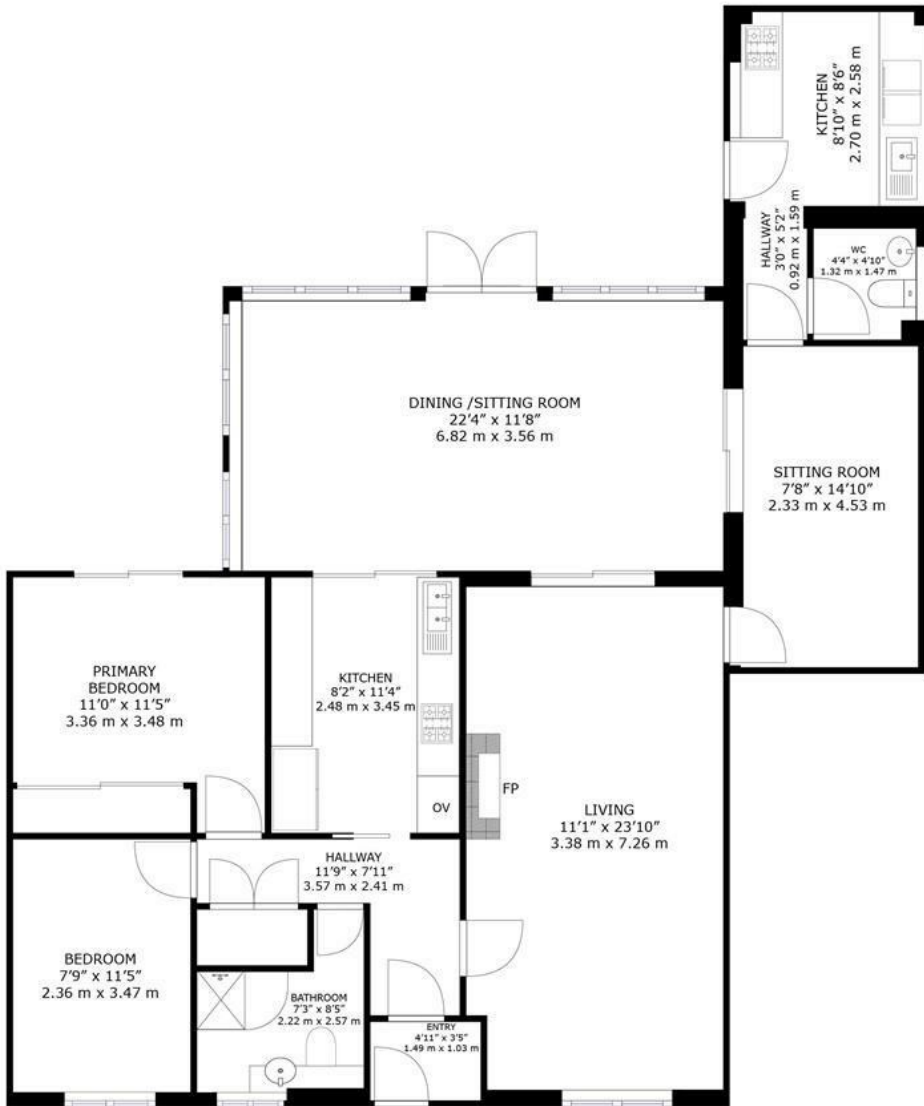 KITCHEN
8'10" x 8'6"
2.70 m x 2.58 m
HALLWAY
3'0" x 5'2"
0.92 m x 1.59 m
WC
4'4" x 4'10"
1.32 m x 1.47 m
DINING /SITTING ROOM
22'4" x 11'8"
6.82 m x 3.56 m
SITTING ROOM
7'8" x 14'10"
2.33 m x 4.53 m
PRIMARY
BEDROOM
11'0" x 11'5"
3.36 m x 3.48 m
KITCHEN
8'2" x 11'4"
2.48 m x 3.45 m
OV
FP
LIVING
11'1" x 23'10"
3.38 m x 7.26 m
HALLWAY
11'9" x 7'11"
3.57 m x 2.41 m
BEDROOM
7'9" x 11'5"
2.36 m x 3.47 m
BATHROOM
7'3" x 8'5"
2.22 m x 2.57 m
ENTRY
4'11" x 3'5"
1.49 m x 1.03 m